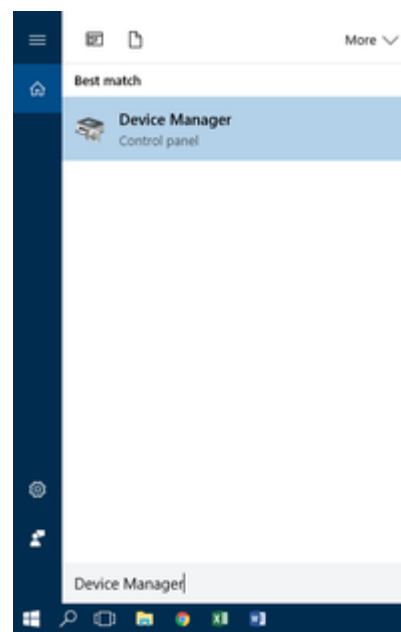 More
Best match
Device Manager
Control panel
Device Manager